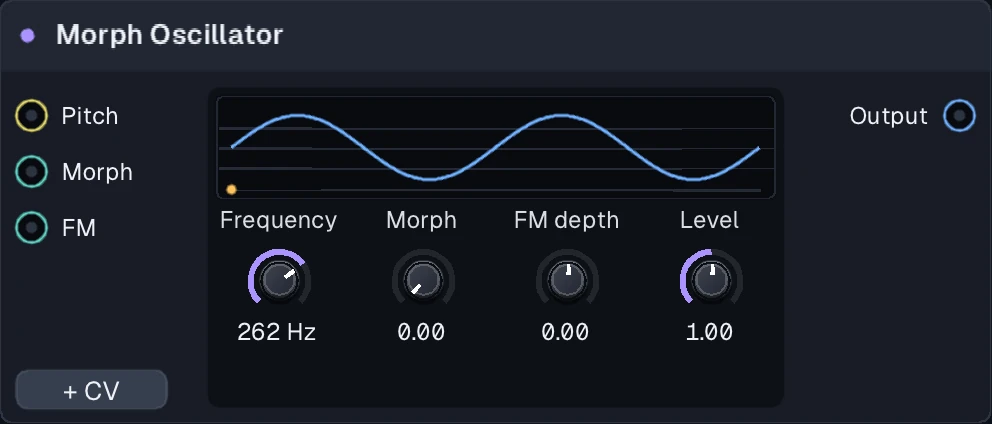 Morph Oscillator
Pitch
Morph
FM
Output
Frequency Morph FM depth Level
262 Hz 0.00 0.00 1.00
+ CV